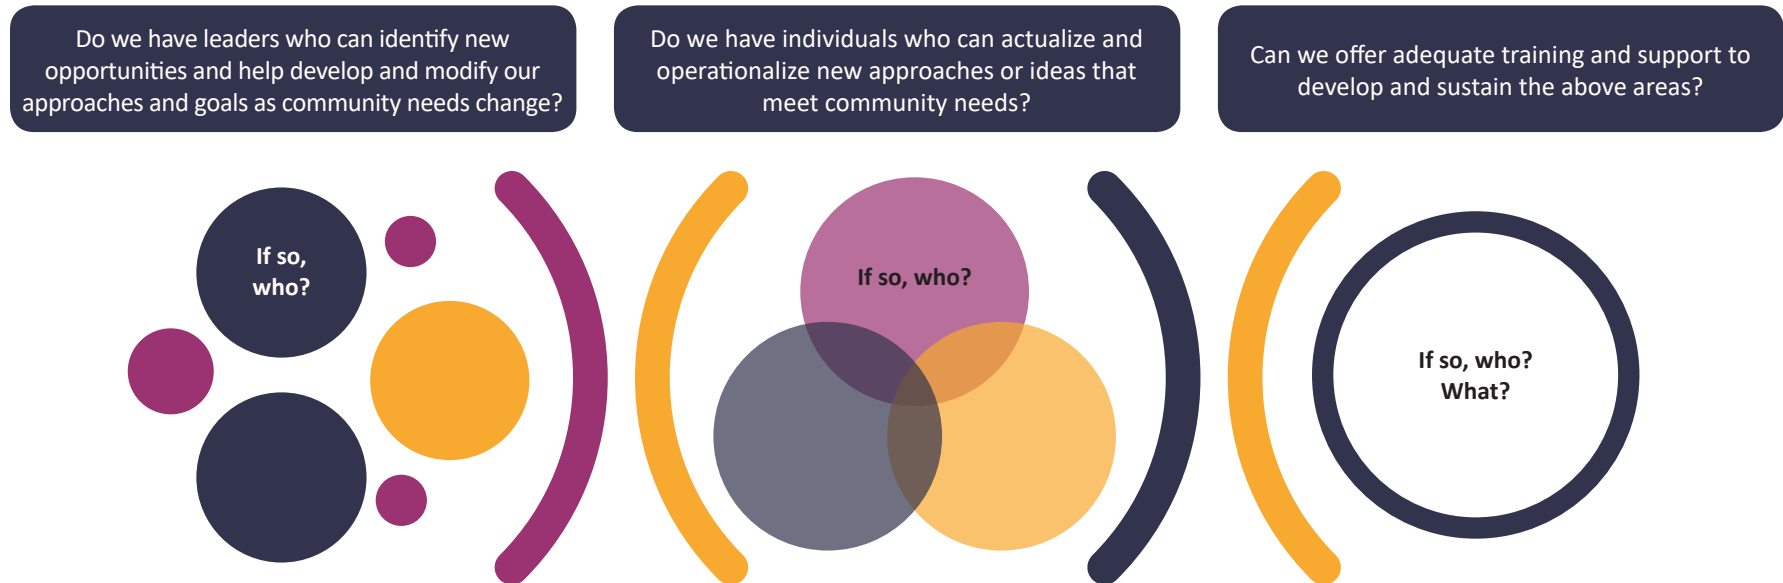 Do we have leaders who can identify new
opportunities and help develop and modify our
approaches and goals as community needs change?
Do we have individuals who can actualize and
operationalize new approaches or ideas that
meet community needs?
Can we offer adequate training and support to
develop and sustain the above areas?
If so,
who?
If so, who?
If so, who?
What?